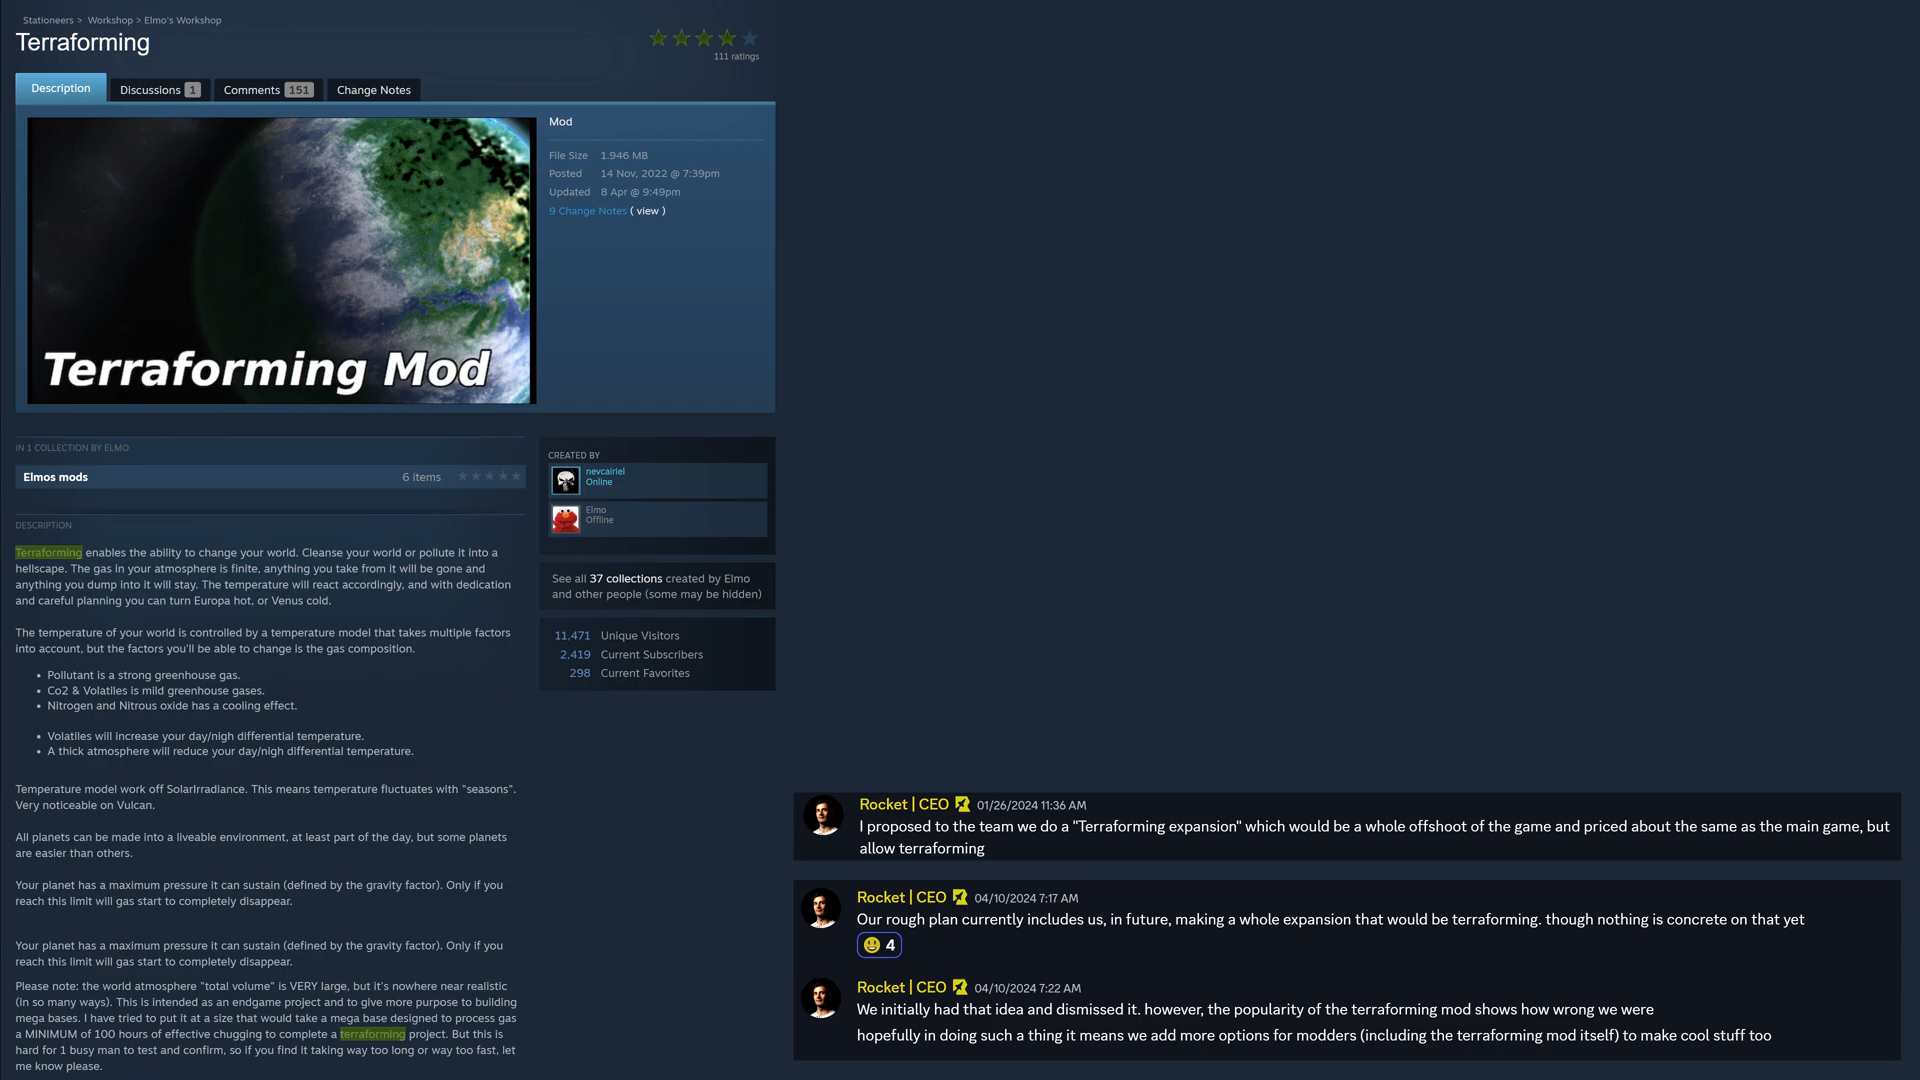 Stationeers > Workshop > Elmo's Workshop
Terraforming
111 ratings
Description
Discussions 1
Comments 151
Change Notes
Terraforming Mod
Mod
File Size 1.946 MB
Posted 14 Nov, 2022 @ 7:39pm
Updated 8 Apr @ 9:49pm
9 Change Notes ( view )
IN 1 COLLECTION BY ELMO
Elmos mods 6 items
DESCRIPTION
Terraforming enables the ability to change your world. Cleanse your world or pollute it into a
hellscape. The gas in your atmosphere is finite, anything you take from it will be gone and
anything you dump into it will stay. The temperature will react accordingly, and with dedication
and careful planning you can turn Europa hot, or Venus cold.
The temperature of your world is controlled by a temperature model that takes multiple factors
into account, but the factors you'll be able to change is the gas composition.
• Pollutant is a strong greenhouse gas.
• Co2 & Volatiles is mild greenhouse gases.
• Nitrogen and Nitrous oxide has a cooling effect.
• Volatiles will increase your day/nigh differential temperature.
• A thick atmosphere will reduce your day/nigh differential temperature.
Temperature model work off SolarIrradiance. This means temperature fluctuates with "seasons".
Very noticeable on Vulcan.
All planets can be made into a liveable environment, at least part of the day, but some planets
are easier than others.
Your planet has a maximum pressure it can sustain (defined by the gravity factor). Only if you
reach this limit will gas start to completely disappear.
Your planet has a maximum pressure it can sustain (defined by the gravity factor). Only if you
reach this limit will gas start to completely disappear.
Please note: the world atmosphere "total volume" is VERY large, but it's nowhere near realistic
(in so many ways). This is intended as an endgame project and to give more purpose to building
mega bases. I have tried to put it at a size that would take a mega base designed to process gas
a MINIMUM of 100 hours of effective chugging to complete a terraforming project. But this is
hard for 1 busy man to test and confirm, so if you find it taking way too long or way too fast, let
me know please.
CREATED BY
nevcairiel
Online
Elmo
Offline
See all 37 collections created by Elmo
and other people (some may be hidden)
11,471 Unique Visitors
2,419 Current Subscribers
298 Current Favorites
Rocket | CEO 01/26/2024 11:36 AM
I proposed to the team we do a "Terraforming expansion" which would be a whole offshoot of the game and priced about the same as the main game, but
allow terraforming
Rocket | CEO 04/10/2024 7:17 AM
Our rough plan currently includes us, in future, making a whole expansion that would be terraforming. though nothing is concrete on that yet
4
Rocket | CEO 04/10/2024 7:22 AM
We initially had that idea and dismissed it. however, the popularity of the terraforming mod shows how wrong we were
hopefully in doing such a thing it means we add more options for modders (including the terraforming mod itself) to make cool stuff too